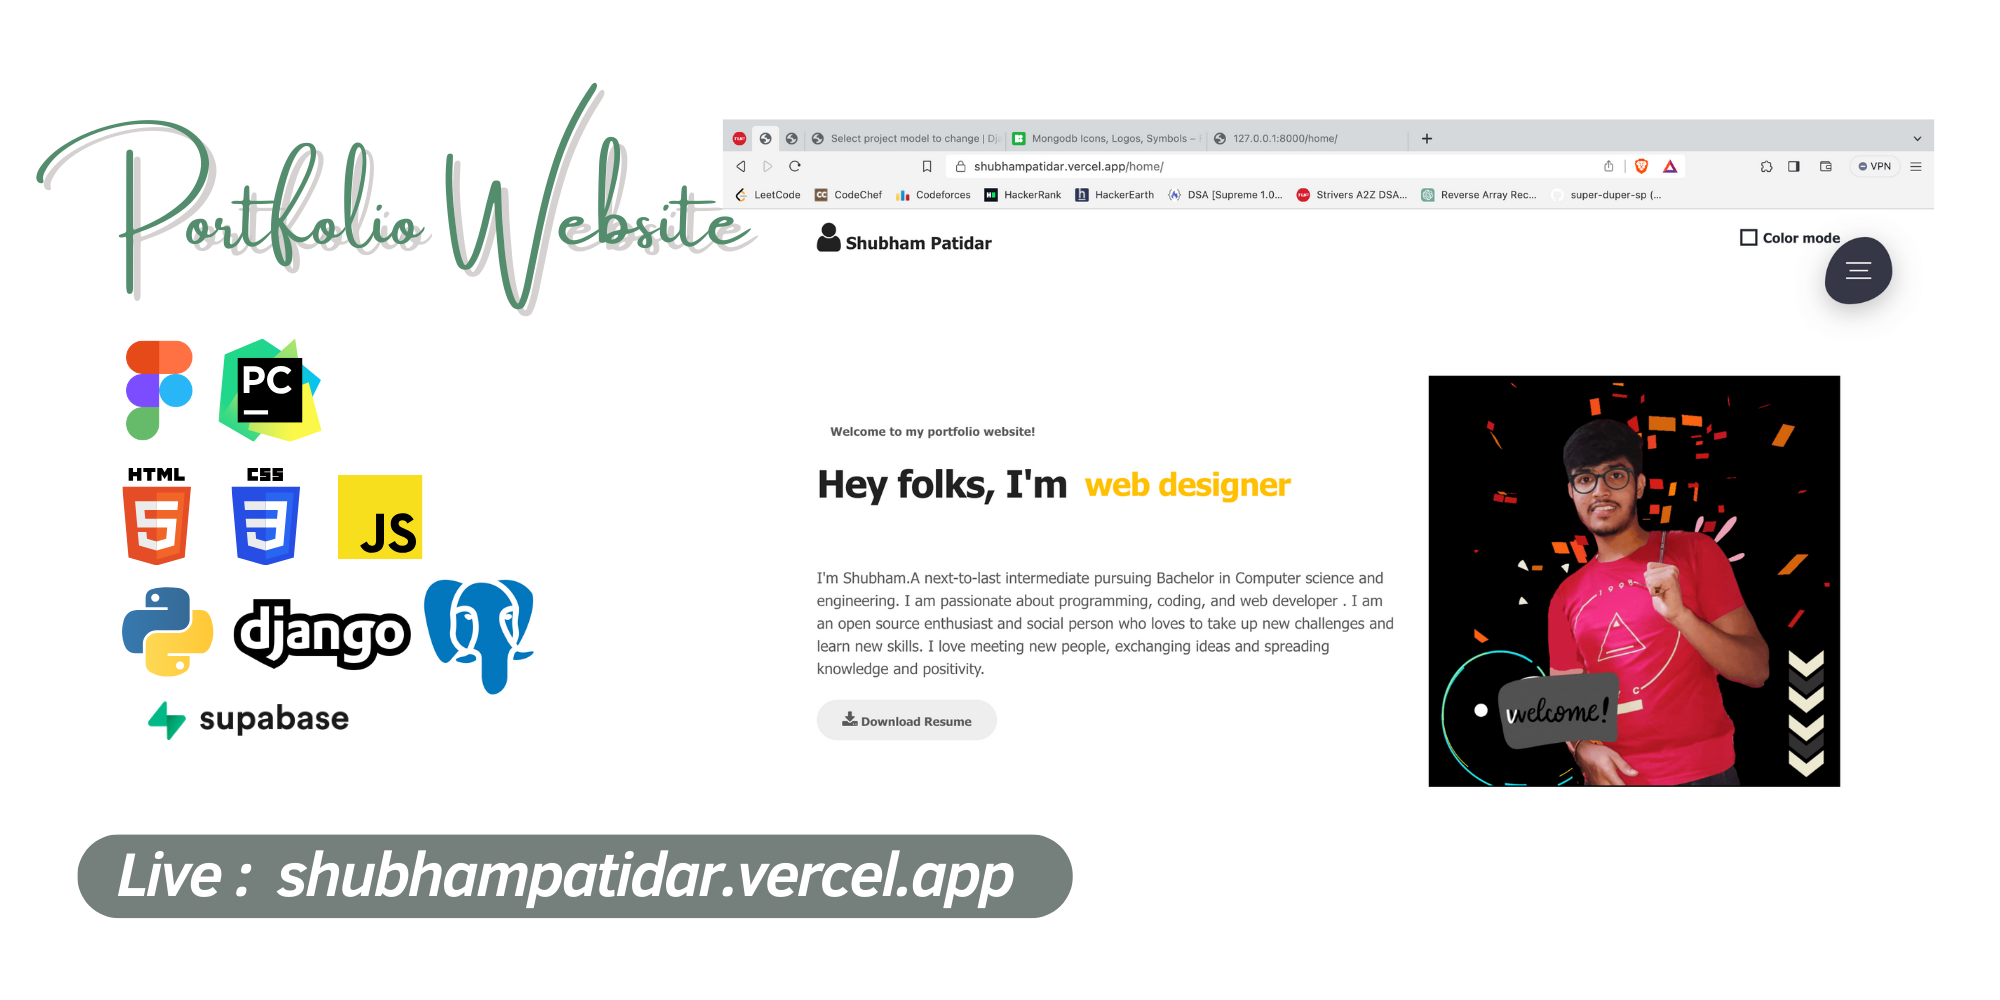 Portfolio Website
PC
HTML
CSS
JS
django
supabase
Select project model to change | Dj
Mongodb Icons, Logos, Symbols –
127.0.0.1:8000/home/
shubhampatidar.vercel.app/home/
VPN
LeetCode
CodeChef
Codeforces
HackerRank
HackerEarth
DSA [Supreme 1.0...
Strivers A2Z DSA...
Reverse Array Rec...
super-duper-sp (...
Shubham Patidar
Color mode
Welcome to my portfolio website!
Hey folks, I'm web designer
I'm Shubham.A next-to-last intermediate pursuing Bachelor in Computer science and
engineering. I am passionate about programming, coding, and web developer . I am
an open source enthusiast and social person who loves to take up new challenges and
learn new skills. I love meeting new people, exchanging ideas and spreading
knowledge and positivity.
Download Resume
welcome!
Live : shubhampatidar.vercel.app